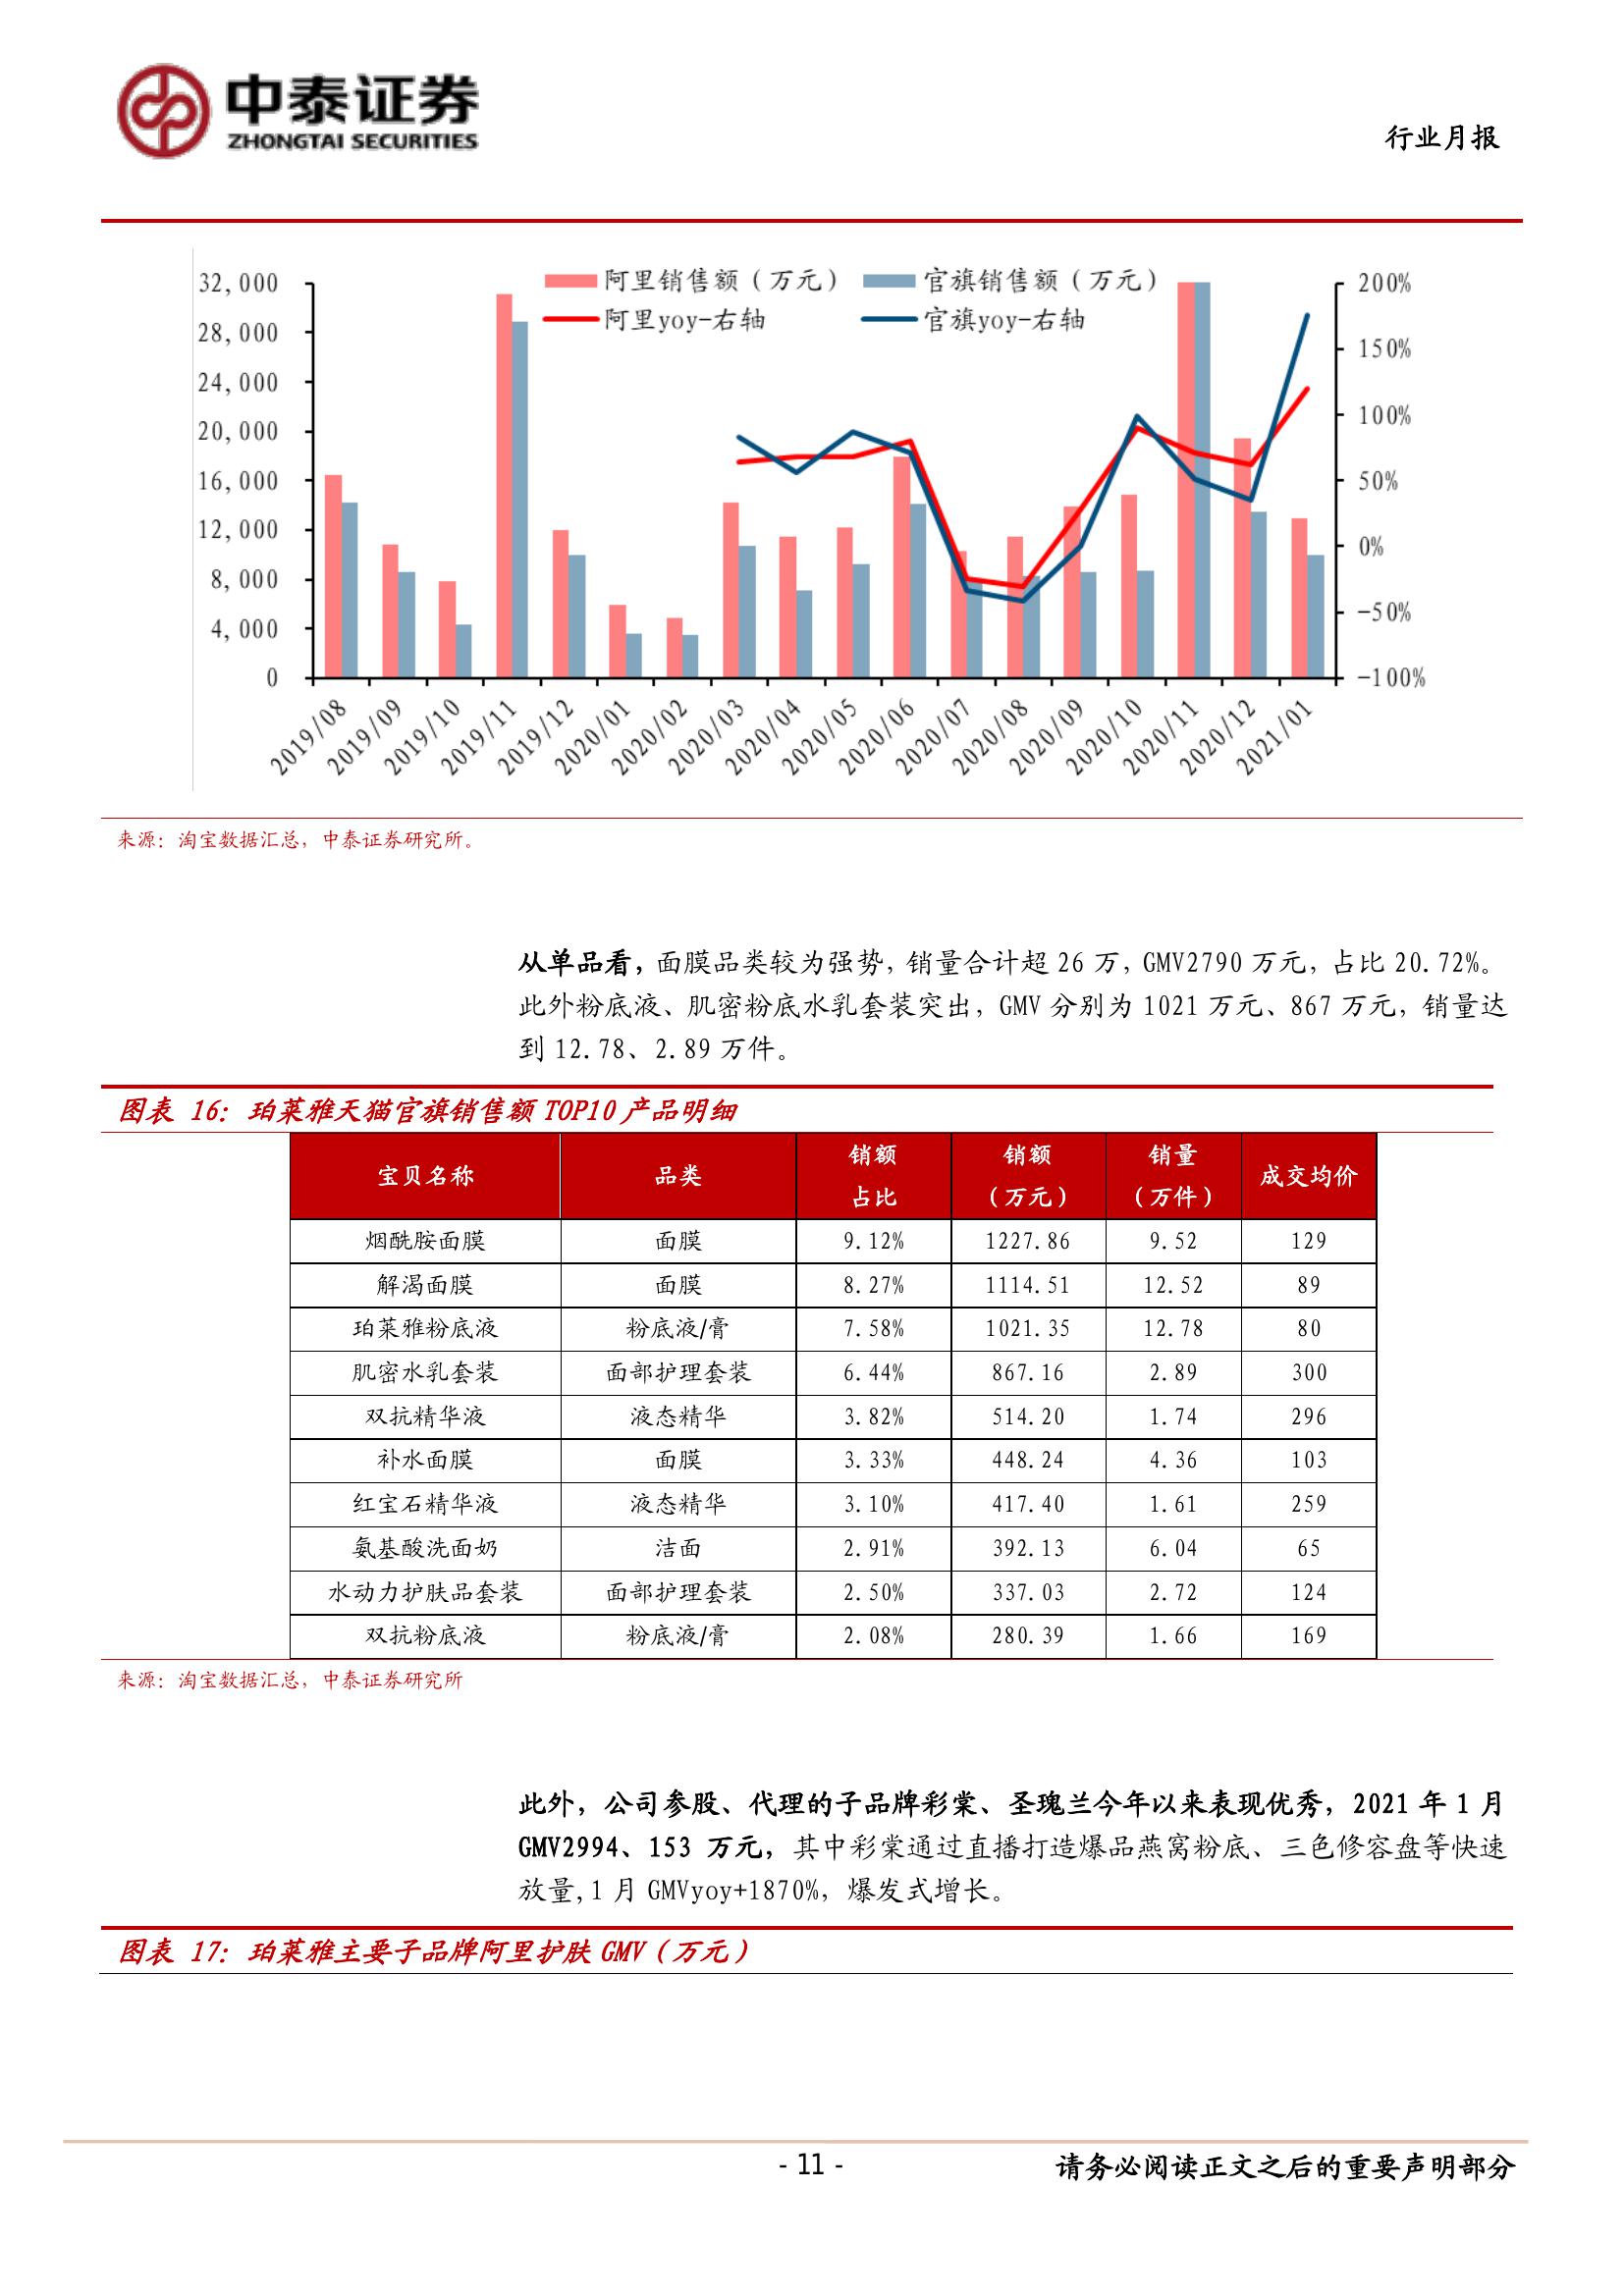 中泰证券
ZHONGTAI SECURITIES
行业月报
阿里销售额（万元） 官旗销售额（万元）
阿里yoy-右轴 官旗yoy-右轴
32,000
28,000
24,000
20,000
16,000
12,000
8,000
4,000
0
200%
150%
100%
50%
0%
-50%
-100%
2019/08 2019/09 2019/10 2019/11 2019/12 2020/01 2020/02 2020/03 2020/04 2020/05 2020/06 2020/07 2020/08 2020/09 2020/10 2020/11 2020/12 2021/01
来源：淘宝数据汇总，中泰证券研究所。
从单品看，面膜品类较为强势，销量合计超 26 万，GMV2790 万元，占比 20.72%。
此外粉底液、肌密粉底水乳套装突出，GMV 分别为 1021 万元、867 万元，销量达
到 12.78、2.89 万件。
图表 16：珀莱雅天猫官旗销售额 TOP10 产品明细
宝贝名称 品类 销额占比 销额（万元） 销量（万件） 成交均价
烟酰胺面膜 面膜 9.12% 1227.86 9.52 129
解渴面膜 面膜 8.27% 1114.51 12.52 89
珀莱雅粉底液 粉底液/膏 7.58% 1021.35 12.78 80
肌密水乳套装 面部护理套装 6.44% 867.16 2.89 300
双抗精华液 液态精华 3.82% 514.20 1.74 296
补水面膜 面膜 3.33% 448.24 4.36 103
红宝石精华液 液态精华 3.10% 417.40 1.61 259
氨基酸洗面奶 洁面 2.91% 392.13 6.04 65
水动力护肤品套装 面部护理套装 2.50% 337.03 2.72 124
双抗粉底液 粉底液/膏 2.08% 280.39 1.66 169
来源：淘宝数据汇总，中泰证券研究所
此外，公司参股、代理的子品牌彩棠、圣瑰兰今年以来表现优秀，2021 年 1 月
GMV2994、153 万元，其中彩棠通过直播打造爆品燕窝粉底、三色修容盘等快速
放量,1 月 GMVyoy+1870%，爆发式增长。
图表 17：珀莱雅主要子品牌阿里护肤 GMV（万元）
- 11 -
请务必阅读正文之后的重要声明部分